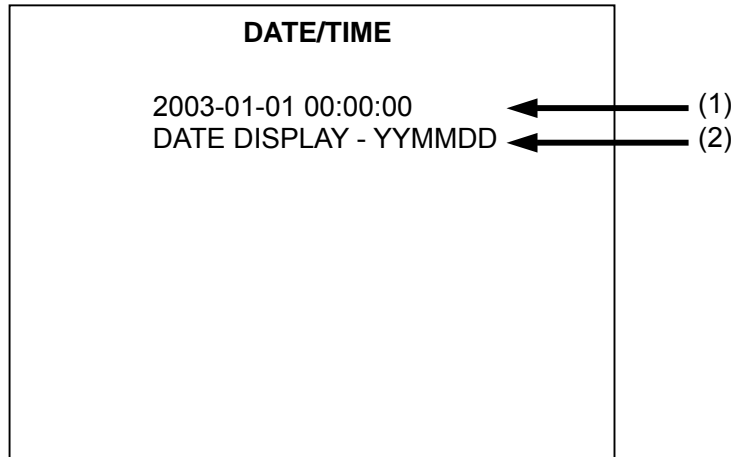 DATE/TIME
2003-01-01 00:00:00 (1)
DATE DISPLAY - YYMMDD (2)